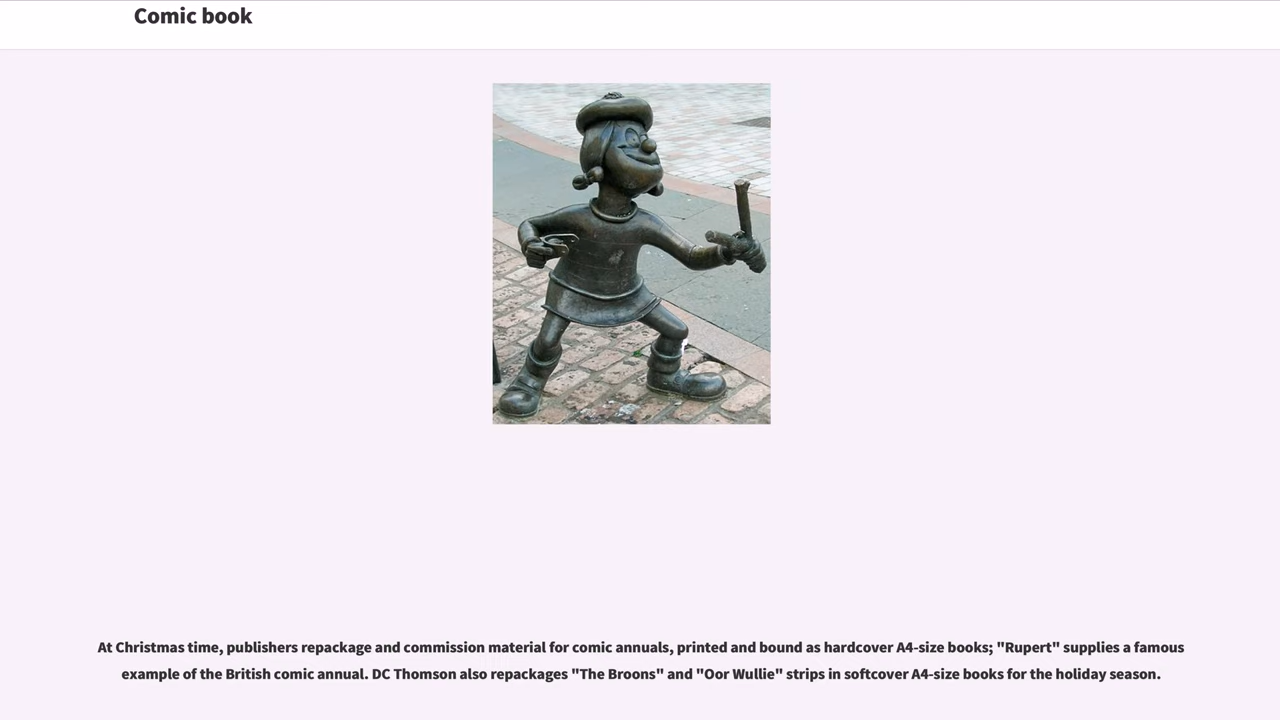 Comic book
At Christmas time, publishers repackage and commission material for comic annuals, printed and bound as hardcover A4-size books; "Rupert" supplies a famous
example of the British comic annual. DC Thomson also repackages "The Broons" and "Oor Wullie" strips in softcover A4-size books for the holiday season.